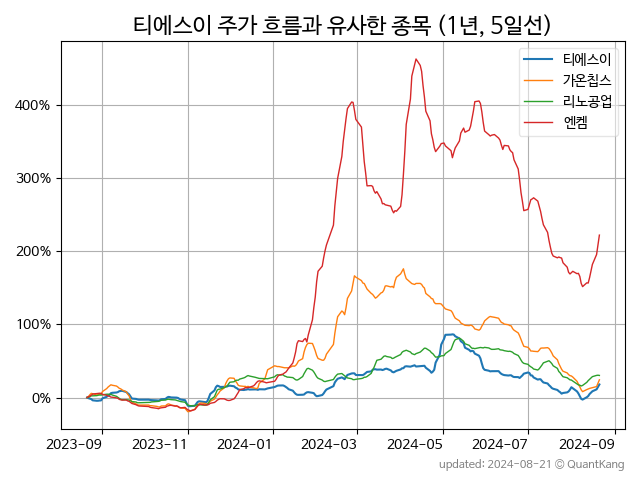 티에스이 주가 흐름과 유사한 종목 (1년, 5일선)
티에스이
가온칩스
리노공업
엔켐
400%
300%
200%
100%
0%
2023-09 2023-11 2024-01 2024-03 2024-05 2024-07 2024-09
updated: 2024-08-21 © QuantKang